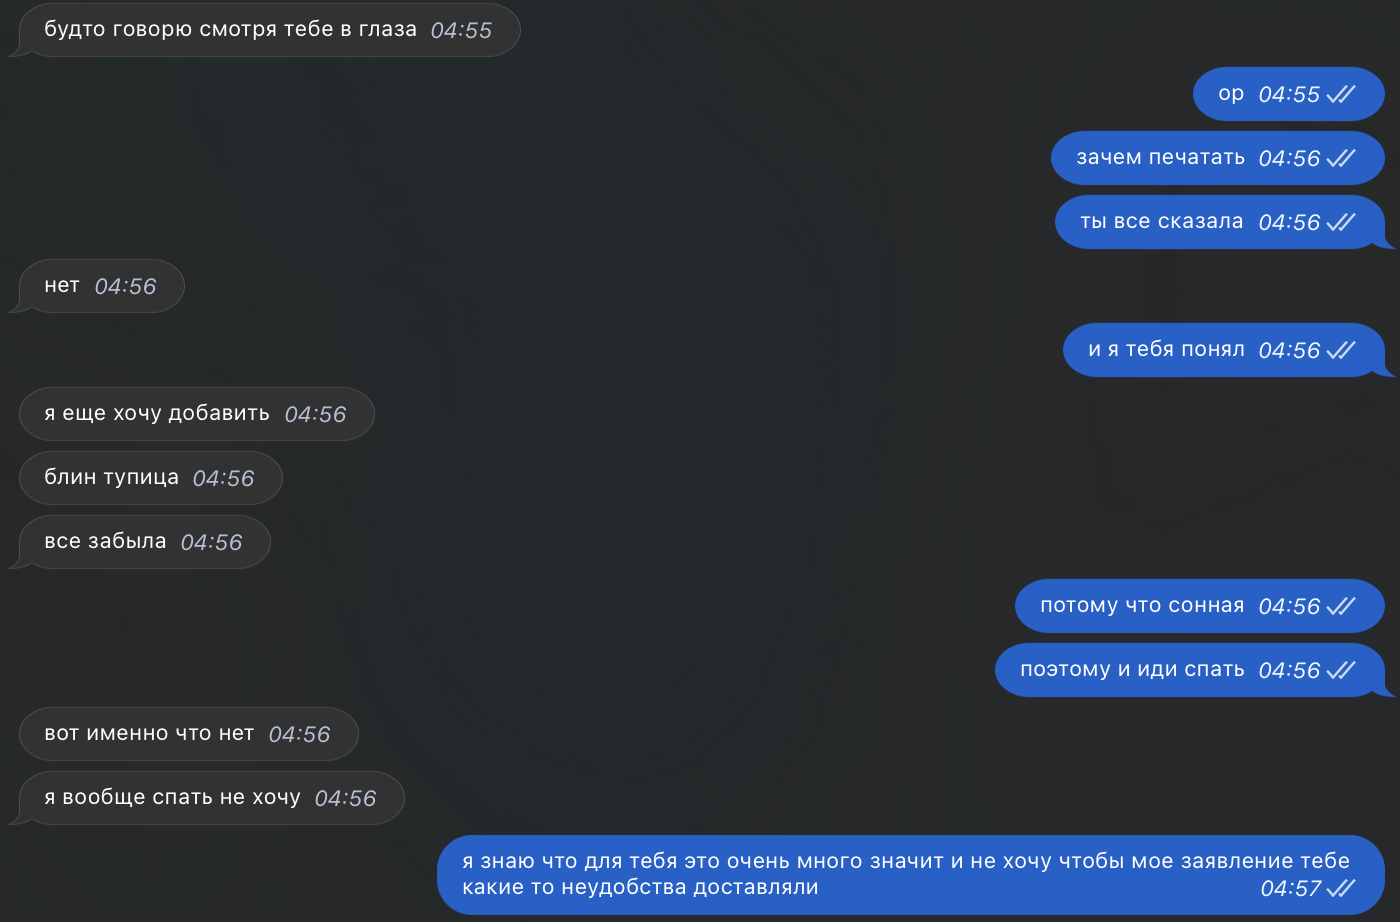 будто говорю смотря тебе в глаза 04:55
ор 04:55
зачем печатать 04:56
ты все сказала 04:56
нет 04:56
и я тебя понял 04:56
я еще хочу добавить 04:56
блин тупица 04:56
все забыла 04:56
потому что сонная 04:56
поэтому и иди спать 04:56
вот именно что нет 04:56
я вообще спать не хочу 04:56
я знаю что для тебя это очень много значит и не хочу чтобы мое заявление тебе
какие то неудобства доставляли 04:57